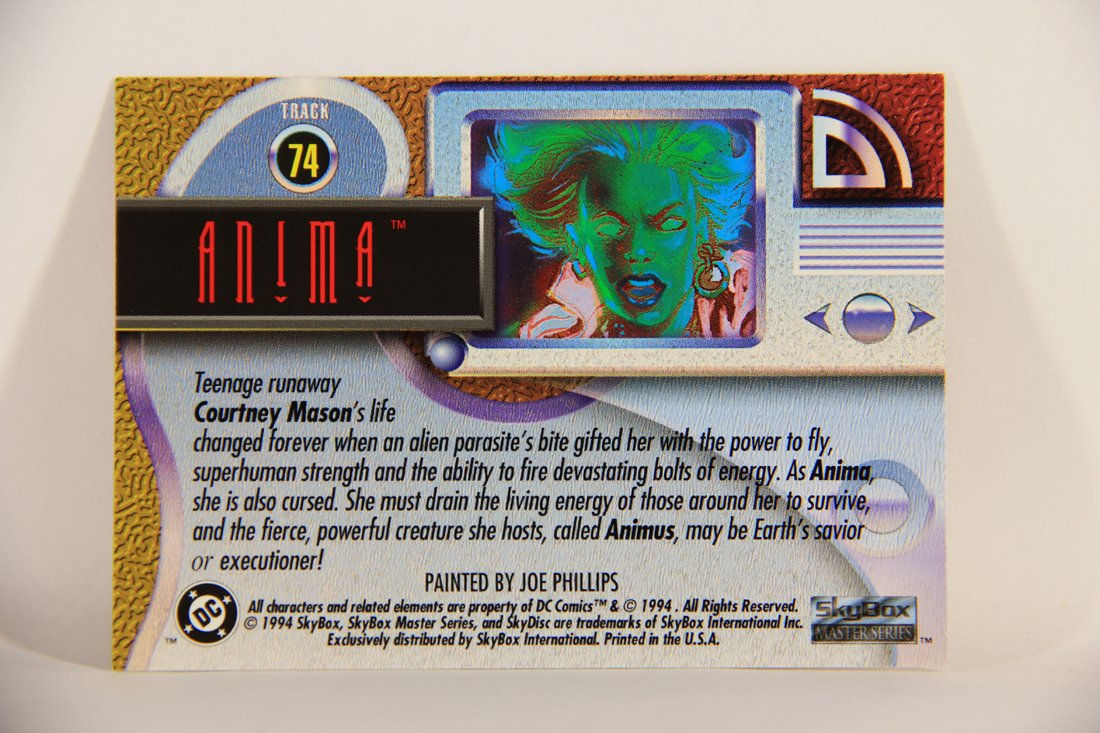 TRACK
74
ANIMA™
Teenage runaway
Courtney Mason's life
changed forever when an alien parasite's bite gifted her with the power to fly,
superhuman strength and the ability to fire devastating bolts of energy. As Anima,
she is also cursed. She must drain the living energy of those around her to survive,
and the fierce, powerful creature she hosts, called Animus, may be Earth's savior
or executioner!
PAINTED BY JOE PHILLIPS
All characters and related elements are property of DC Comics™ & © 1994 . All Rights Reserved.
© 1994 SkyBox, SkyBox Master Series, and SkyDisc are trademarks of SkyBox International Inc.
Exclusively distributed by SkyBox International. Printed in the U.S.A.
™ DC
SkyBox
MASTER SERIES ™